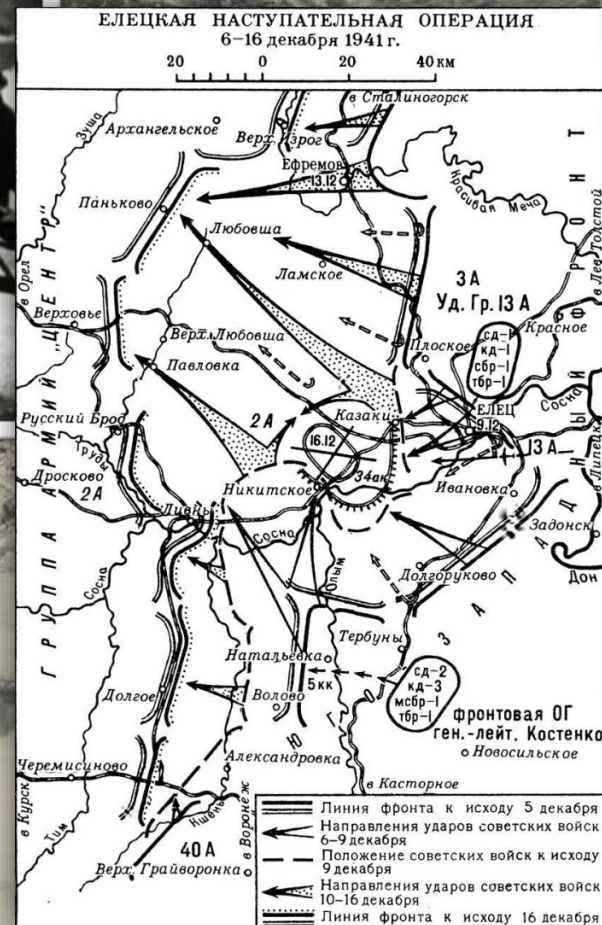 ЕЛЕЦКАЯ НАСТУПАТЕЛЬНАЯ ОПЕРАЦИЯ
6–16 декабря 1941 г.
20 0 20 40 км
в Сталиногорск
Архангельское
Зуша
Верх. Зрог
Ефремов
13.12
Красивая Меча
Паньково
Любовша
Ламское
3А
Уд. Гр. 13 А
в Лев Толстой
в Орел
Верховье
Верх. Любовша
Плоское
Красное
сд-1
кд-1
сбр-1
тбр-1
Павловка
2 А
Казаки
ЕЛЕЦ
9.12
Сосна
Русский Брод
16.12
13 А
в Липецк
Труды
34ак
Дросково
2А
Никитское
Ивановка
Ливны
Сосна
Задонск
Сосна
Олым
Долгоруково
Дон
Тербуны
Натальевка
5 кк
сд-2
кд-3
мсбр-1
тбр-1
Долгое
Волово
фронтовая ОГ
ген.-лейт. Костенко
Александровка
Новосильское
Черемисиново
в Касторное
в Курск
Тим
Кшень
в Воронеж
40 А
Верх. Грайворонка
ГРУППА АРМИЙ „ЦЕНТР"
ЮГО-ЗАПАДНЫЙ ФРОНТ
Линия фронта к исходу 5 декабря
Направления ударов советских войск
6–9 декабря
Положение советских войск к исходу
9 декабря
Направления ударов советских войск
10–16 декабря
Линия фронта к исходу 16 декабря